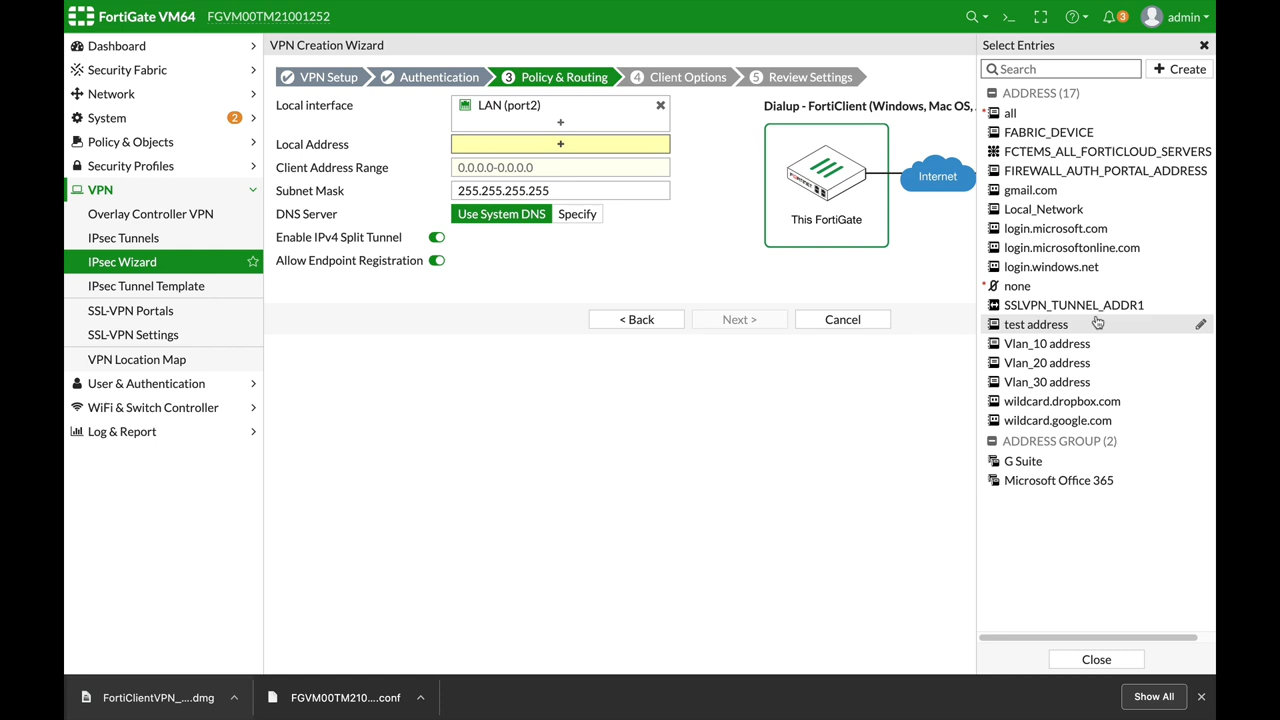 FortiGate VM64 FGVM00TM21001252
3
admin
Dashboard
Security Fabric
Network
System 2
Policy & Objects
Security Profiles
VPN
Overlay Controller VPN
IPsec Tunnels
IPsec Wizard
IPsec Tunnel Template
SSL-VPN Portals
SSL-VPN Settings
VPN Location Map
User & Authentication
WiFi & Switch Controller
Log & Report
VPN Creation Wizard
VPN Setup Authentication 3 Policy & Routing 4 Client Options 5 Review Settings
Local interface LAN (port2)
+
Local Address +
Client Address Range 0.0.0.0-0.0.0.0
Subnet Mask 255.255.255.255
DNS Server Use System DNS Specify
Enable IPv4 Split Tunnel
Allow Endpoint Registration
Dialup - FortiClient (Windows, Mac OS,
FORTINET
This FortiGate
Internet
< Back Next > Cancel
Select Entries
Search + Create
ADDRESS (17)
all
FABRIC_DEVICE
FCTEMS_ALL_FORTICLOUD_SERVERS
FIREWALL_AUTH_PORTAL_ADDRESS
gmail.com
Local_Network
login.microsoft.com
login.microsoftonline.com
login.windows.net
none
SSLVPN_TUNNEL_ADDR1
test address
Vlan_10 address
Vlan_20 address
Vlan_30 address
wildcard.dropbox.com
wildcard.google.com
ADDRESS GROUP (2)
G Suite
Microsoft Office 365
Close
FortiClientVPN_....dmg FGVM00TM210....conf Show All